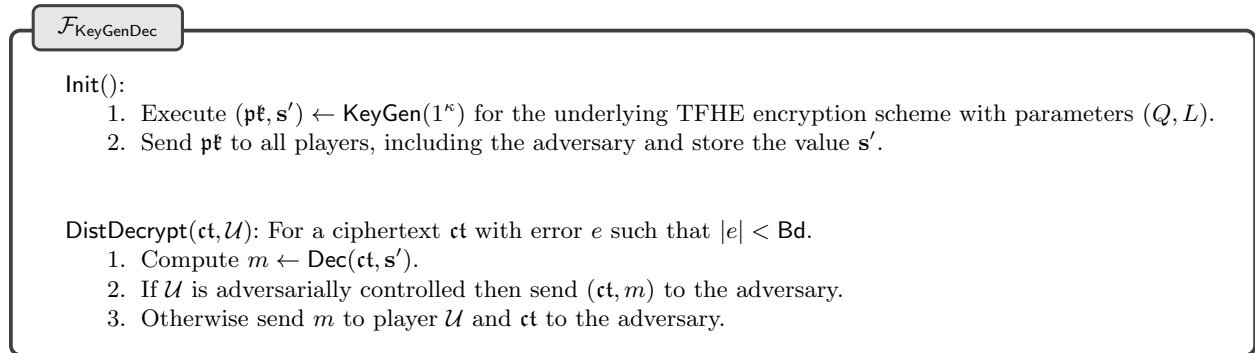 𝓕KeyGenDec
Init():
1. Execute (𝔭𝔨, 𝐬′) ← KeyGen(1^κ) for the underlying TFHE encryption scheme with parameters (Q, L).
2. Send 𝔭𝔨 to all players, including the adversary and store the value 𝐬′.
DistDecrypt(𝔠𝔱, 𝒰): For a ciphertext 𝔠𝔱 with error e such that |e| < Bd.
1. Compute m ← Dec(𝔠𝔱, 𝐬′).
2. If 𝒰 is adversarially controlled then send (𝔠𝔱, m) to the adversary.
3. Otherwise send m to player 𝒰 and 𝔠𝔱 to the adversary.